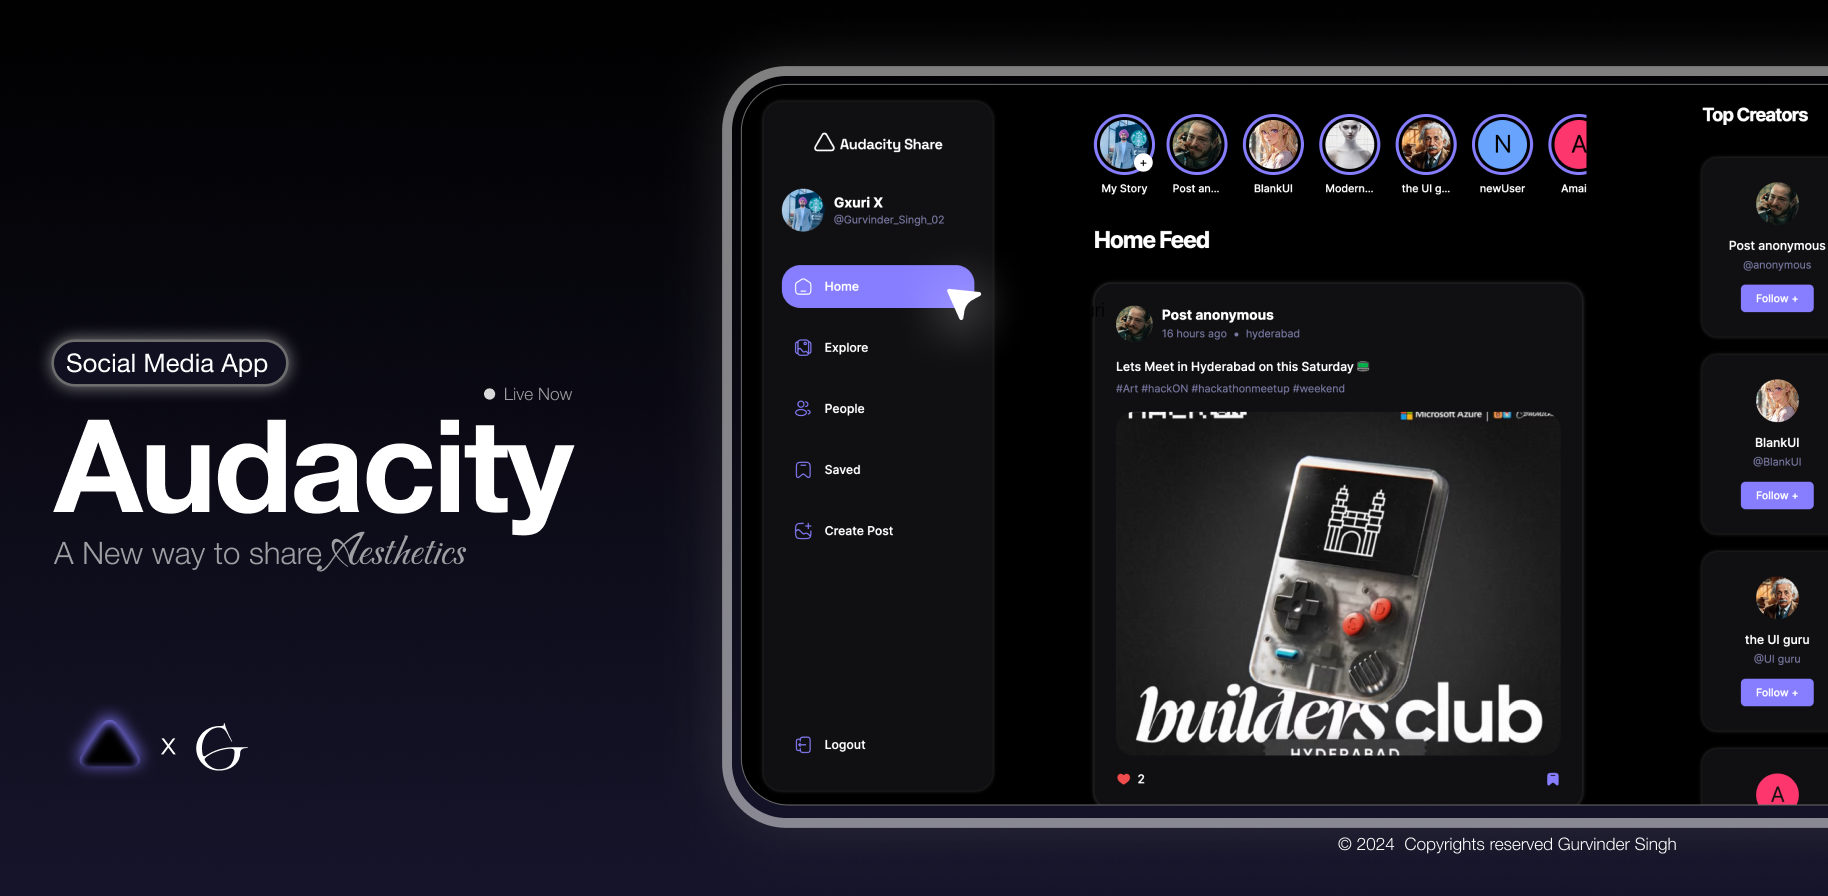 Social Media App
Live Now
Audacity
A New way to share Aesthetics
X
Audacity Share
Gxuri X
@Gurvinder_Singh_02
Home
Explore
People
Saved
Create Post
Logout
My Story
Post an...
BlankUI
Modern...
the UI g...
N
newUser
A
Amai
Home Feed
Post anonymous
16 hours ago • hyderabad
Lets Meet in Hyderabad on this Saturday
#Art #hackON #hackathonmeetup #weekend
Microsoft Azure |
builders club
HYDERABAD
2
Top Creators
Post anonymous
@anonymous
Follow +
BlankUI
@BlankUI
Follow +
the UI guru
@UI guru
Follow +
A
© 2024 Copyrights reserved Gurvinder Singh